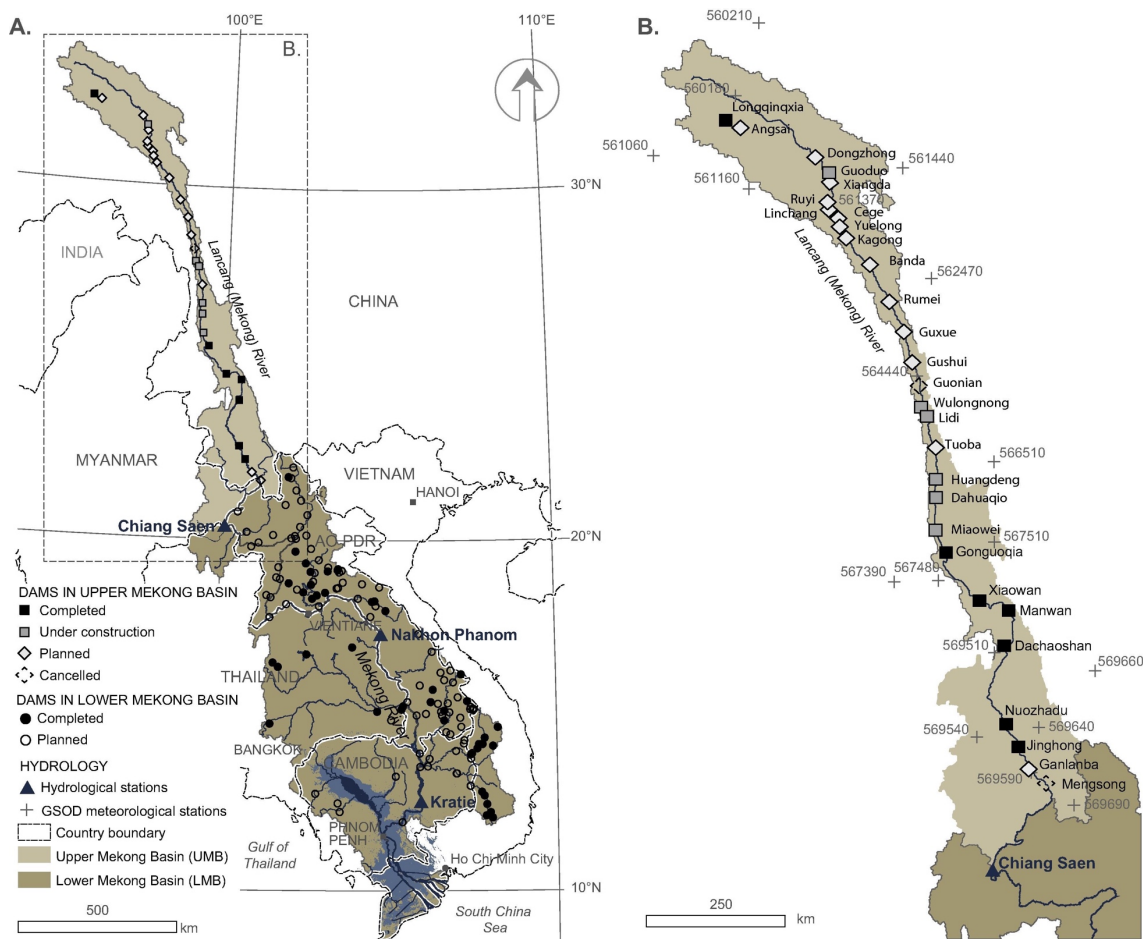 A.
100°E
110°E
B.
30°N
INDIA
CHINA
Lancang (Mekong) River
MYANMAR
VIETNAM
HANOI
Chiang Saen
AO PDR
20°N
DAMS IN UPPER MEKONG BASIN
Completed
Under construction
Planned
Cancelled
DAMS IN LOWER MEKONG BASIN
Completed
Planned
HYDROLOGY
Hydrological stations
GSOD meteorological stations
Country boundary
Upper Mekong Basin (UMB)
Lower Mekong Basin (LMB)
VIENTIANE
Nakhon Phanom
THAILAND
Mekong River
BANGKOK
AMBODIA
Kratie
PHNOM
PENH
Gulf of
Thailand
Ho Chi Minh City
10°N
South China
Sea
500
km
B.
560210
560180
Longqinqxia
Angsai
561060
Dongzhong
561440
561160
Guoduo
Xiangda
Ruyi
561370
Linchang
Cege
Yuelong
Kagong
Lancang (Mekong) River
Banda
562470
Rumei
Guxue
Gushui
564440
Guonian
Wulongnong
Lidi
Tuoba
566510
Huangdeng
Dahuaqio
Miaowei
567510
Gonguoqia
567480
567390
Xiaowan
Manwan
569510
Dachaoshan
569660
Nuozhadu
569640
569540
Jinghong
Ganlanba
569590
Mengsong
569690
Chiang Saen
250
km